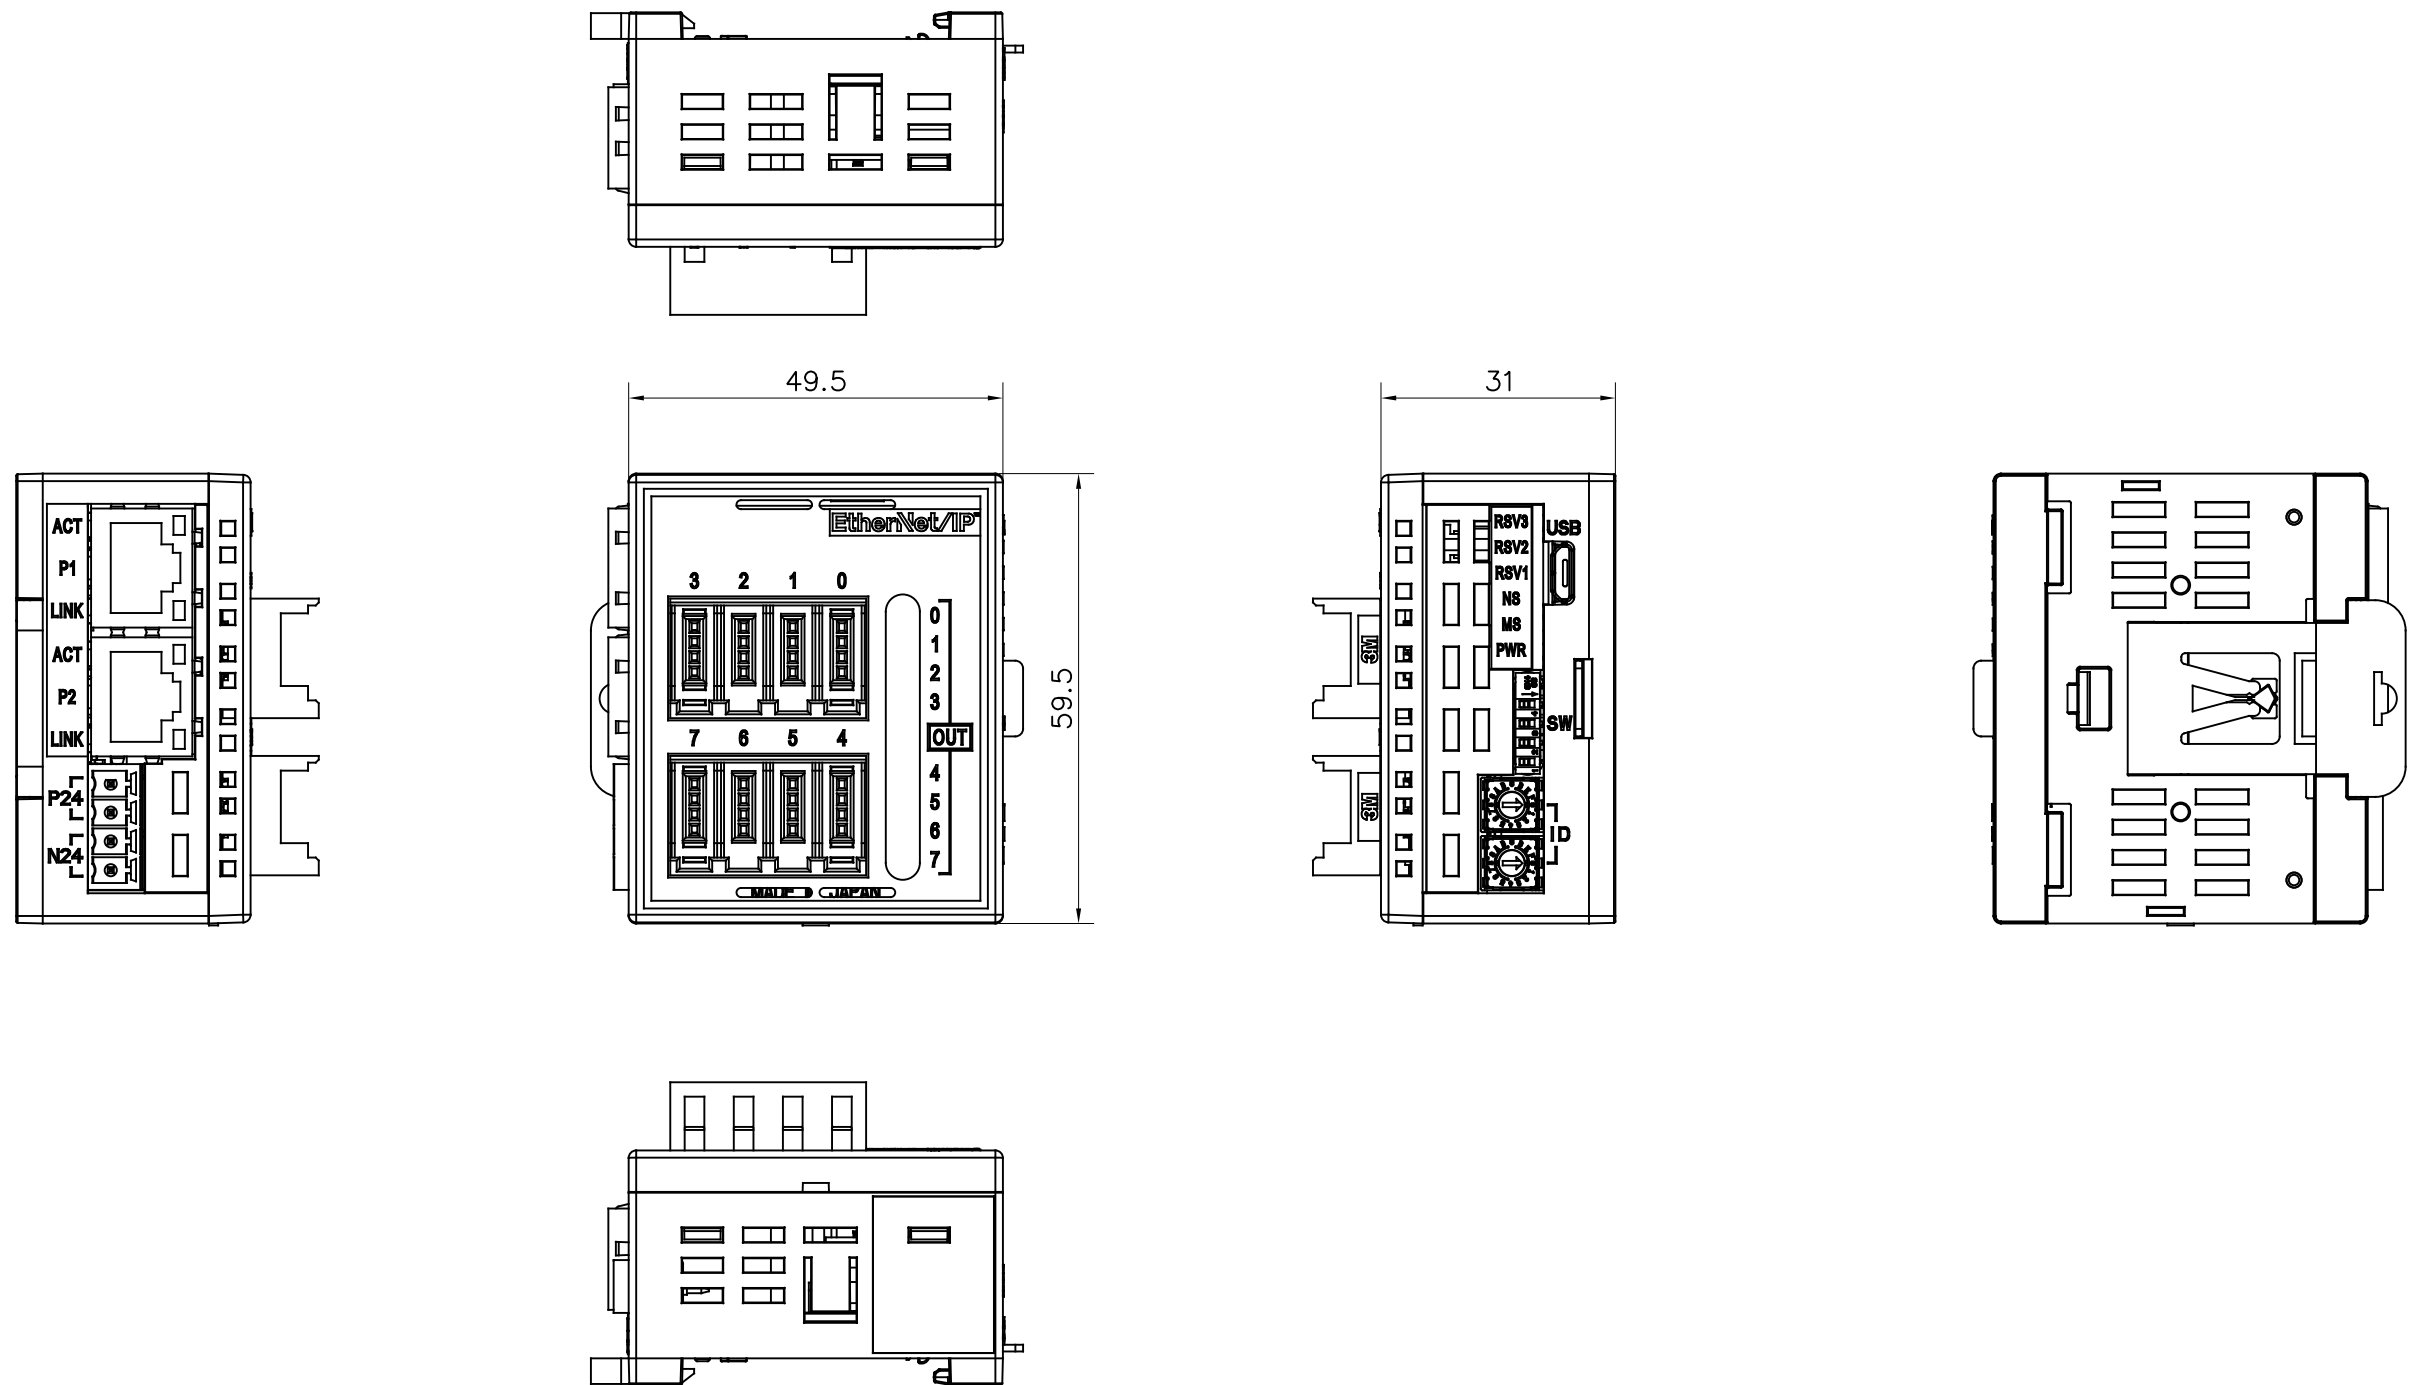 49.5
31
59.5
ACT
P1
LINK
ACT
P2
LINK
P24
N24
EtherNet/IP™
3 2 1 0
0
1
2
3
OUT
7 6 5 4
4
5
6
7
MADE JAPAN
RSV3
RSV2
RSV1
NS
MS
PWR
USB
SW
ID
3M
3M